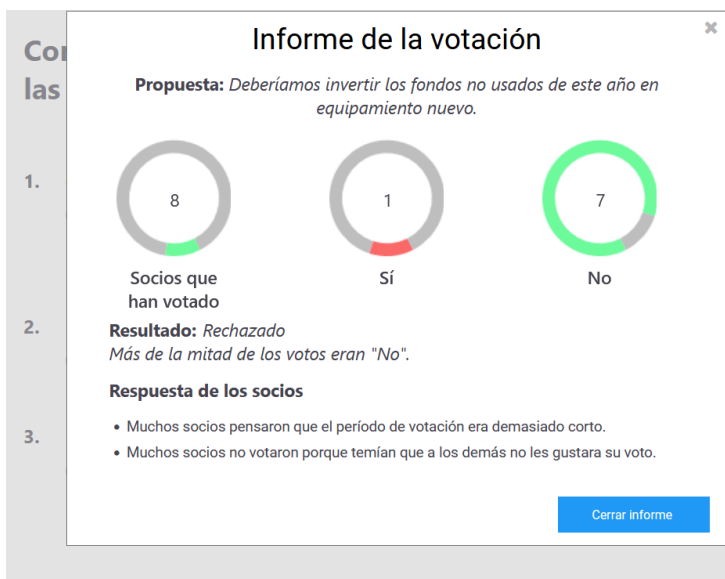 Informe de la votación
Propuesta: Deberíamos invertir los fondos no usados de este año en
equipamiento nuevo.
las
1.
8
1
7
Socios que
han votado
Sí
No
2.
Resultado: Rechazado
Más de la mitad de los votos eran "No".
Respuesta de los socios
• Muchos socios pensaron que el período de votación era demasiado corto.
3.
• Muchos socios no votaron porque temían que a los demás no les gustara su voto.
Cerrar informe